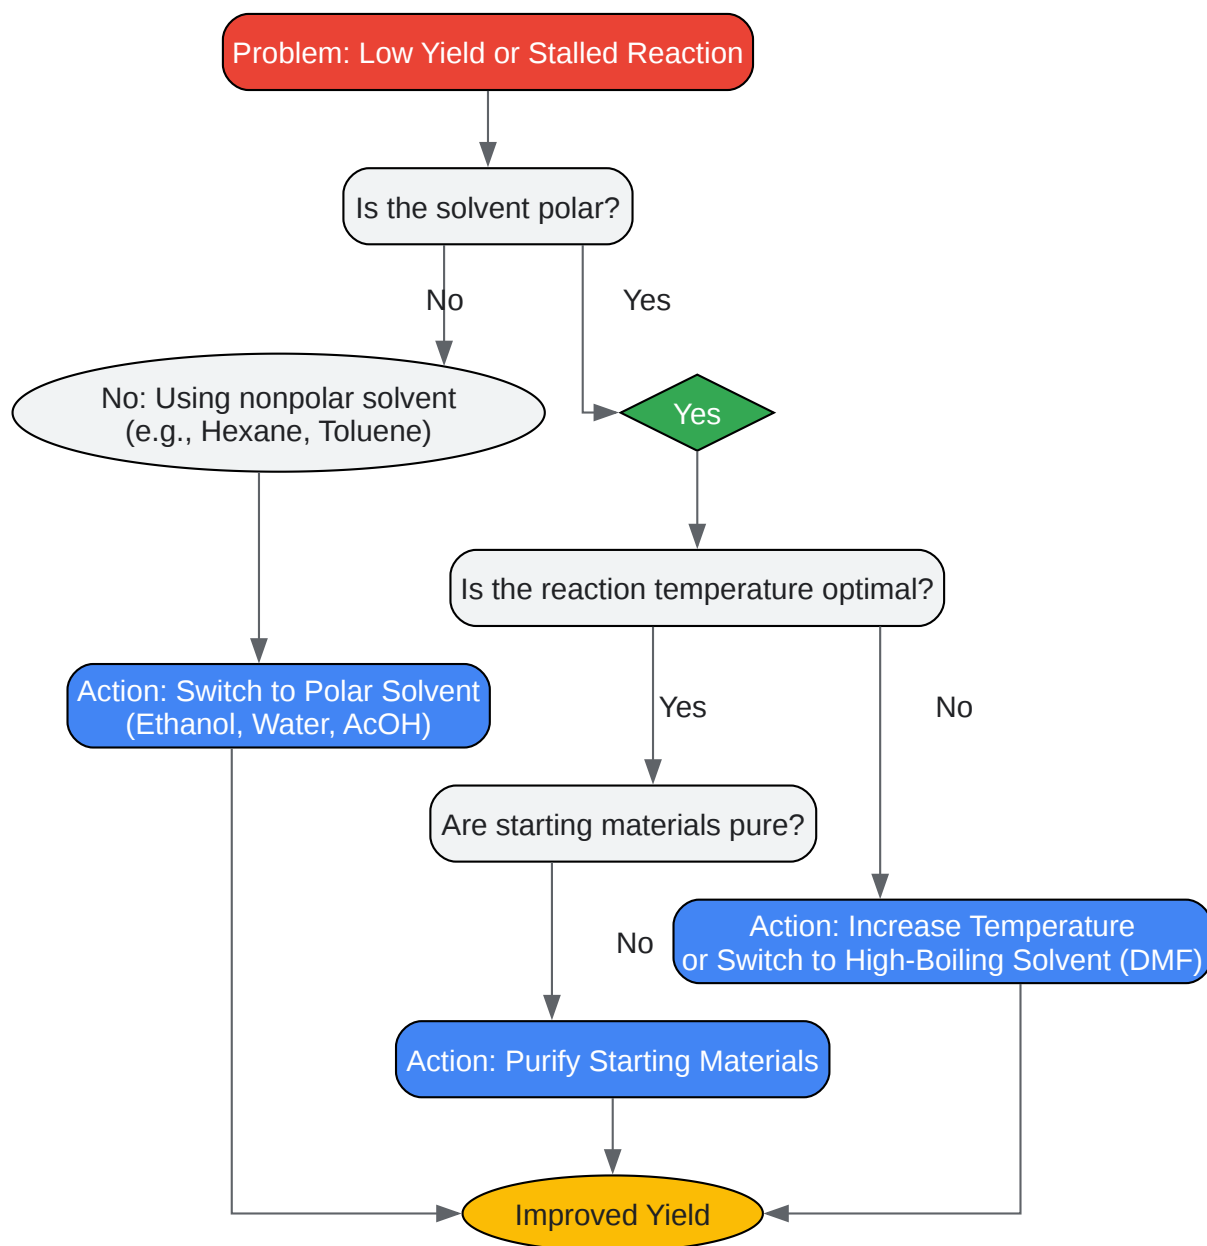 Problem: Low Yield or Stalled Reaction
Is the solvent polar?
No
Yes
No: Using nonpolar solvent
(e.g., Hexane, Toluene)
Yes
Is the reaction temperature optimal?
Action: Switch to Polar Solvent
(Ethanol, Water, AcOH)
Yes
No
Are starting materials pure?
No
Action: Increase Temperature
or Switch to High-Boiling Solvent (DMF)
Action: Purify Starting Materials
Improved Yield